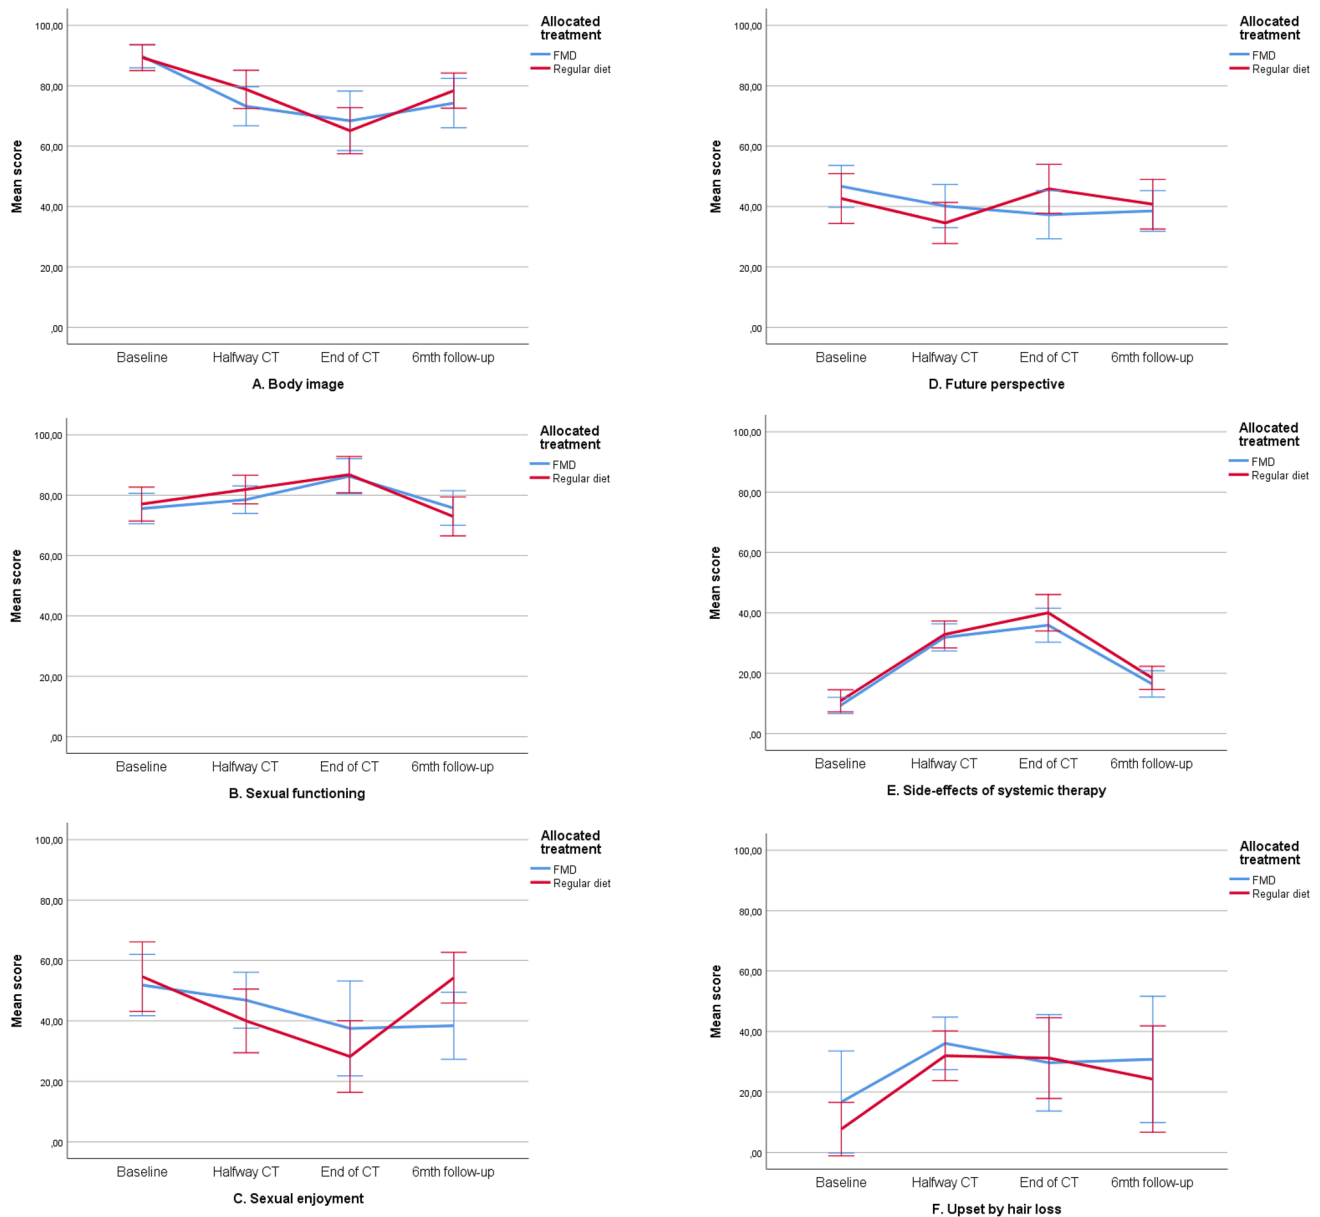 Allocated
treatment
FMD
Regular diet
100,00
80,00
60,00
40,00
20,00
,00
Mean score
Baseline
Halfway CT
End of CT
6mth follow-up
A. Body image
Allocated
treatment
FMD
Regular diet
100,00
80,00
60,00
40,00
20,00
,00
Mean score
Baseline
Halfway CT
End of CT
6mth follow-up
D. Future perspective
Allocated
treatment
FMD
Regular diet
100,00
80,00
60,00
40,00
20,00
,00
Mean score
Baseline
Halfway CT
End of CT
6mth follow-up
B. Sexual functioning
Allocated
treatment
FMD
Regular diet
100,00
80,00
60,00
40,00
20,00
,00
Mean score
Baseline
Halfway CT
End of CT
6mth follow-up
E. Side-effects of systemic therapy
Allocated
treatment
FMD
Regular diet
100,00
80,00
60,00
40,00
20,00
,00
Mean score
Baseline
Halfway CT
End of CT
6mth follow-up
C. Sexual enjoyment
Allocated
treatment
FMD
Regular diet
100,00
80,00
60,00
40,00
20,00
,00
Mean score
Baseline
Halfway CT
End of CT
6mth follow-up
F. Upset by hair loss